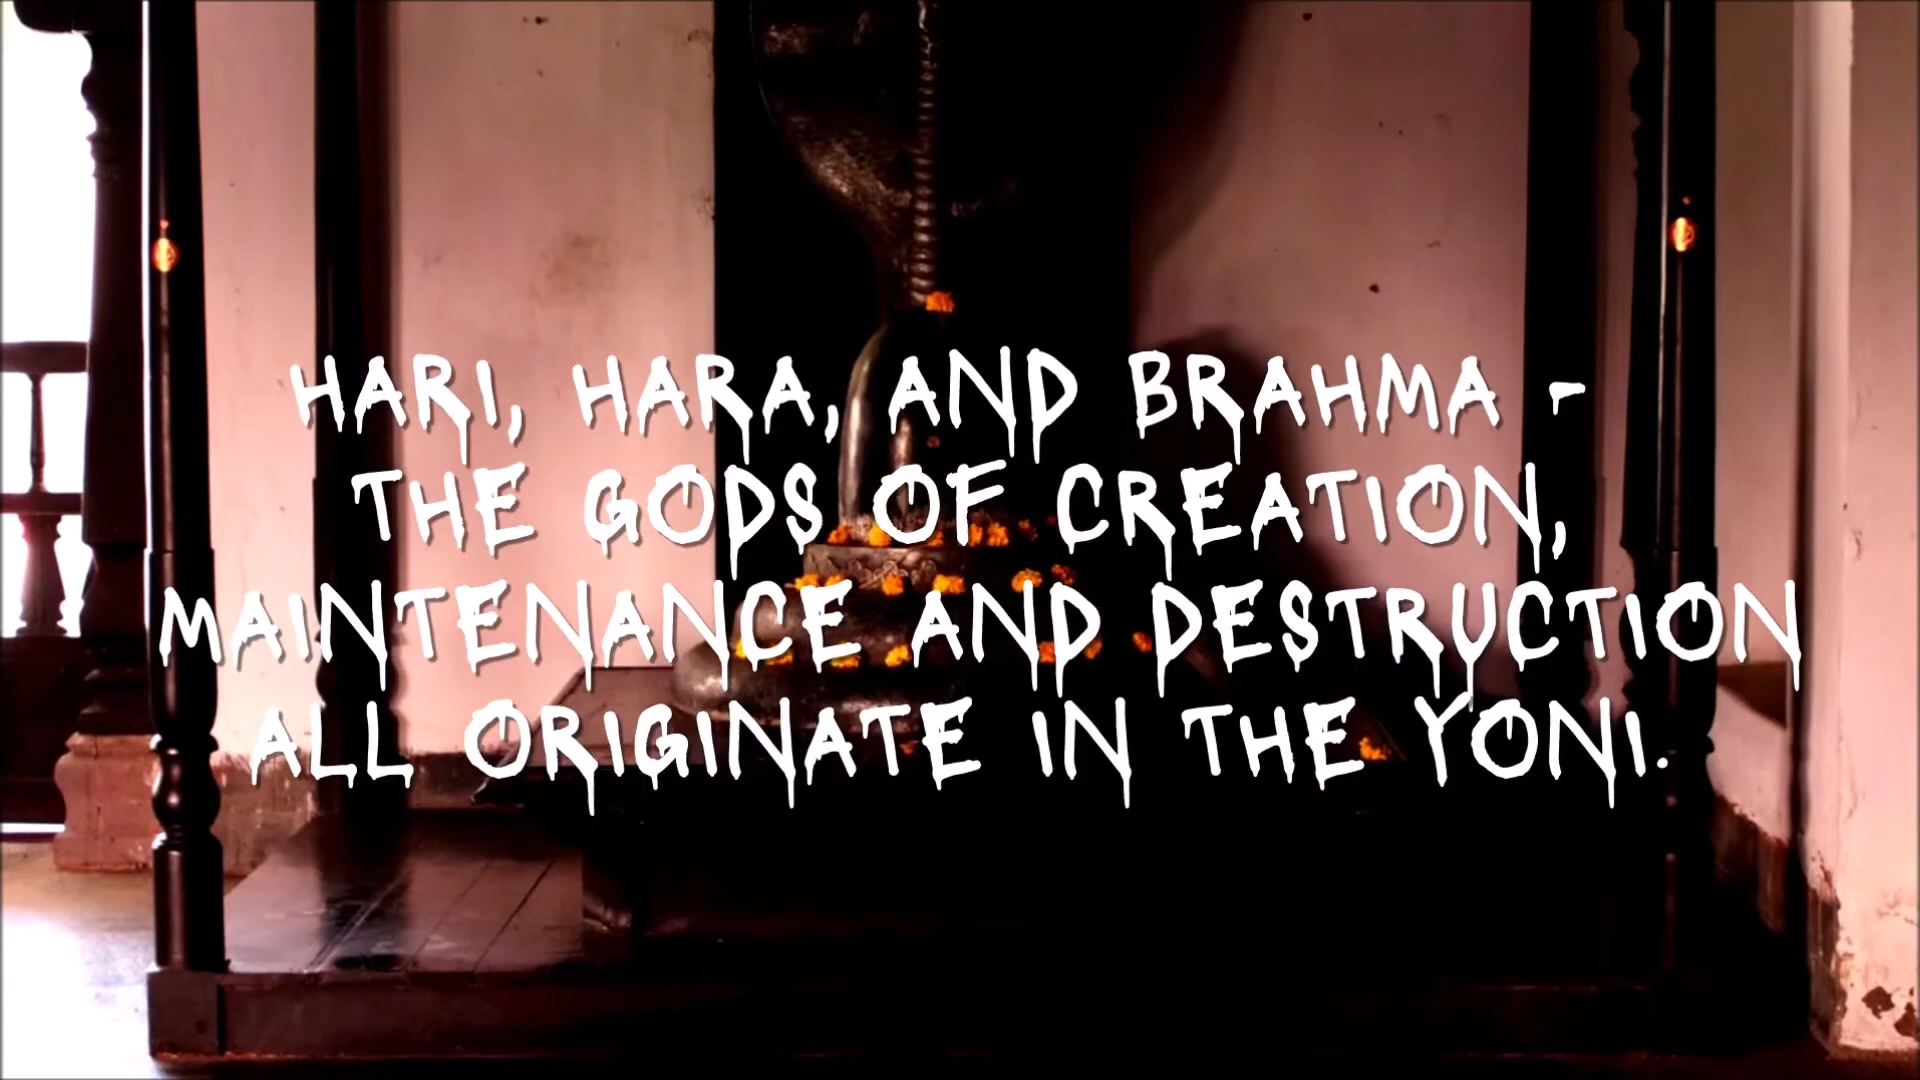 HARI, HARA, AND BRAHMA -
THE GODS OF CREATION,
MAINTENANCE AND DESTRUCTION
ALL ORIGINATE IN THE YONI.